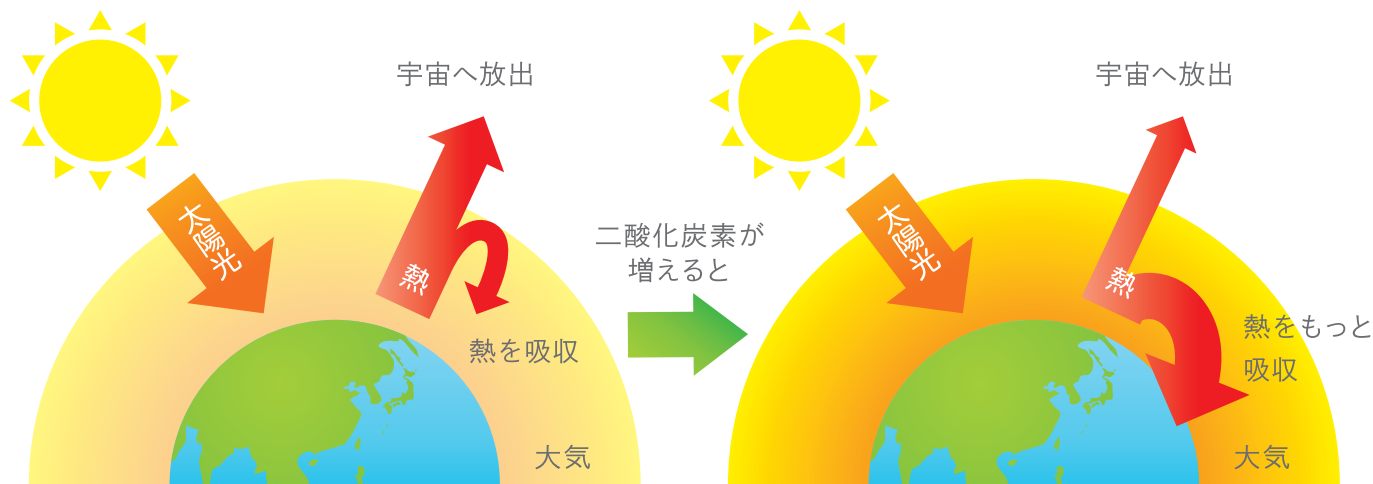 宇宙へ放出
太陽光
熱
熱を吸収
大気
二酸化炭素が
増えると
宇宙へ放出
太陽光
熱
熱をもっと
吸収
大気